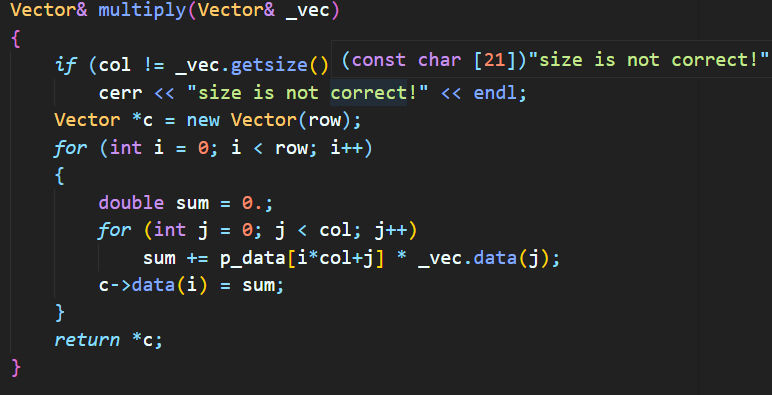 Vector& multiply(Vector& _vec)
{
if (col != _vec.getsize()
(const char [21])"size is not correct!"
cerr << "size is not correct!" << endl;
Vector *c = new Vector(row);
for (int i = 0; i < row; i++)
{
double sum = 0.;
for (int j = 0; j < col; j++)
sum += p_data[i*col+j] * _vec.data(j);
c->data(i) = sum;
}
return *c;
}